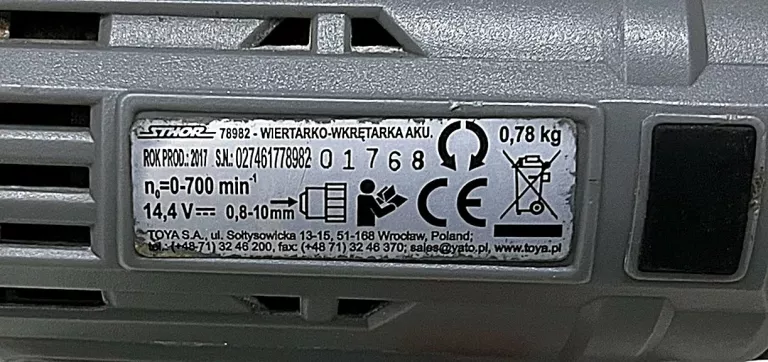 STHOR 78982 - WIERTARKO-WKRĘTARKA AKU. 0,78 kg
ROK PROD.: 2017 S.N.: 027461778982 01768
n₀=0-700 min⁻¹
14,4 V⎓ 0,8-10mm CE
TOYA S.A., ul. Sołtysowicka 13-15, 51-168 Wrocław, Poland;
tel.: (+48-71) 32 46 200, fax: (+48 71) 32 46 370; sales@yato.pl, www.toya.pl